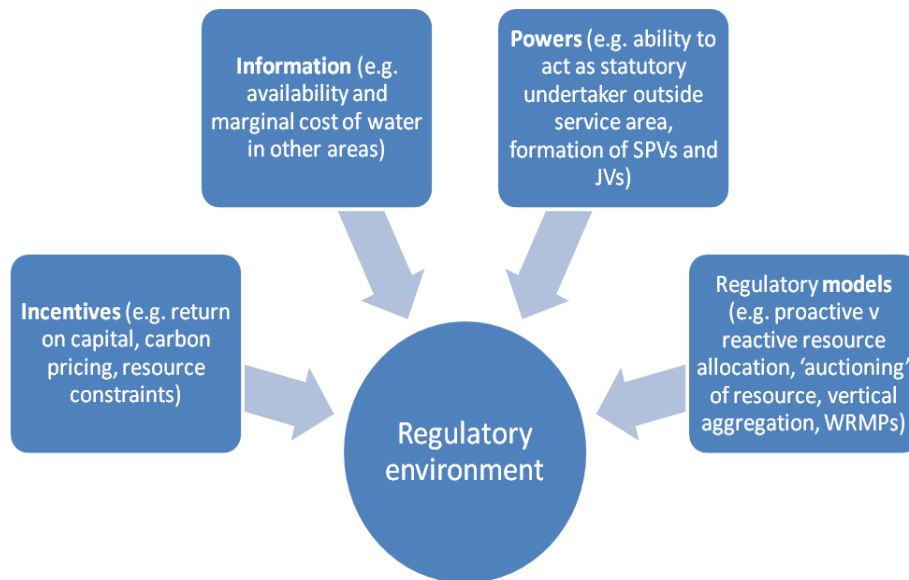 Information (e.g.
availability and
marginal cost of water
in other areas)
Powers (e.g. ability to
act as statutory
undertaker outside
service area,
formation of SPVs and
JVs)
Incentives (e.g. return
on capital, carbon
pricing, resource
constraints)
Regulatory models
(e.g. proactive v
reactive resource
allocation, ‘auctioning’
of resource, vertical
aggregation, WRMPs)
Regulatory
environment